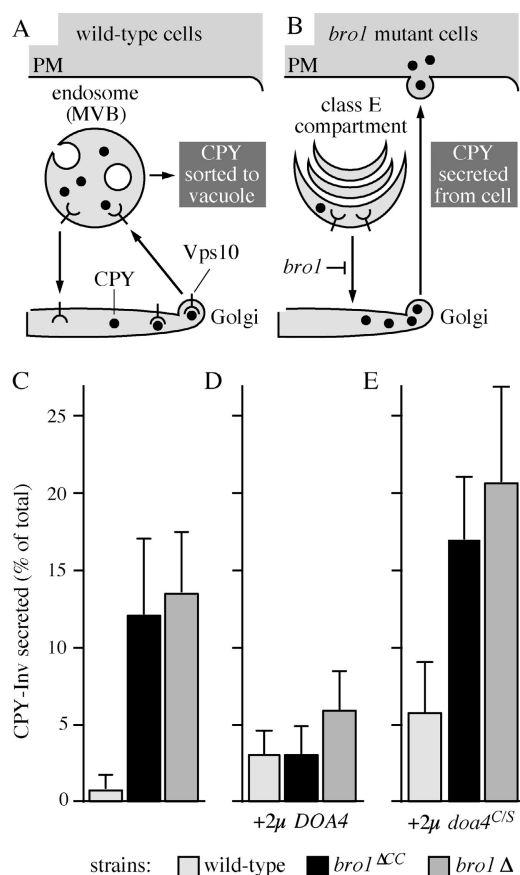 A
wild-type cells
PM
endosome
(MVB)
CPY
sorted to
vacuole
Vps10
CPY
Golgi
B
bro1 mutant cells
PM
class E
compartment
CPY
secreted
from cell
bro1
Golgi
C
D
E
CPY-Inv secreted (% of total)
25
20
15
10
5
0
+2μ DOA4
+2μ doa4C/S
strains:
wild-type
bro1ΔCC
bro1Δ